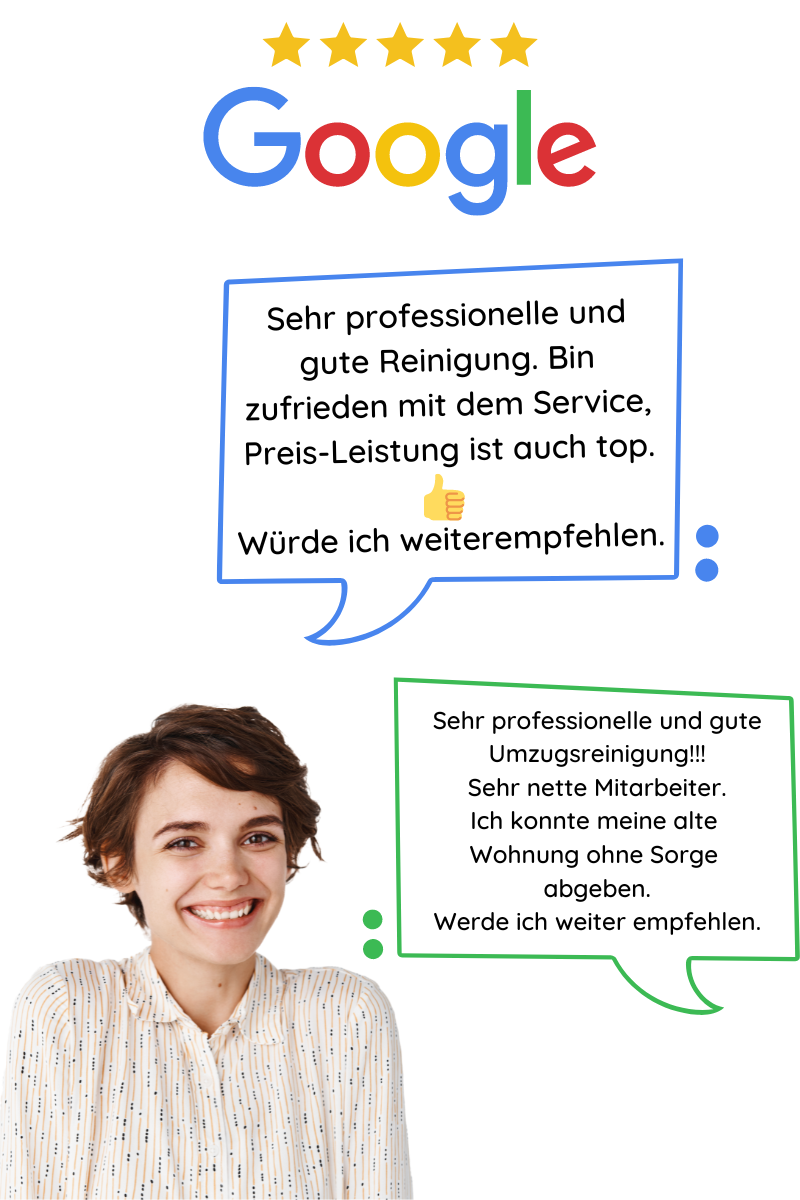 Google
Sehr professionelle und
gute Reinigung. Bin
zufrieden mit dem Service,
Preis-Leistung ist auch top.
👍
Würde ich weiterempfehlen.
Sehr professionelle und gute
Umzugsreinigung!!!
Sehr nette Mitarbeiter.
Ich konnte meine alte
Wohnung ohne Sorge
abgeben.
Werde ich weiter empfehlen.